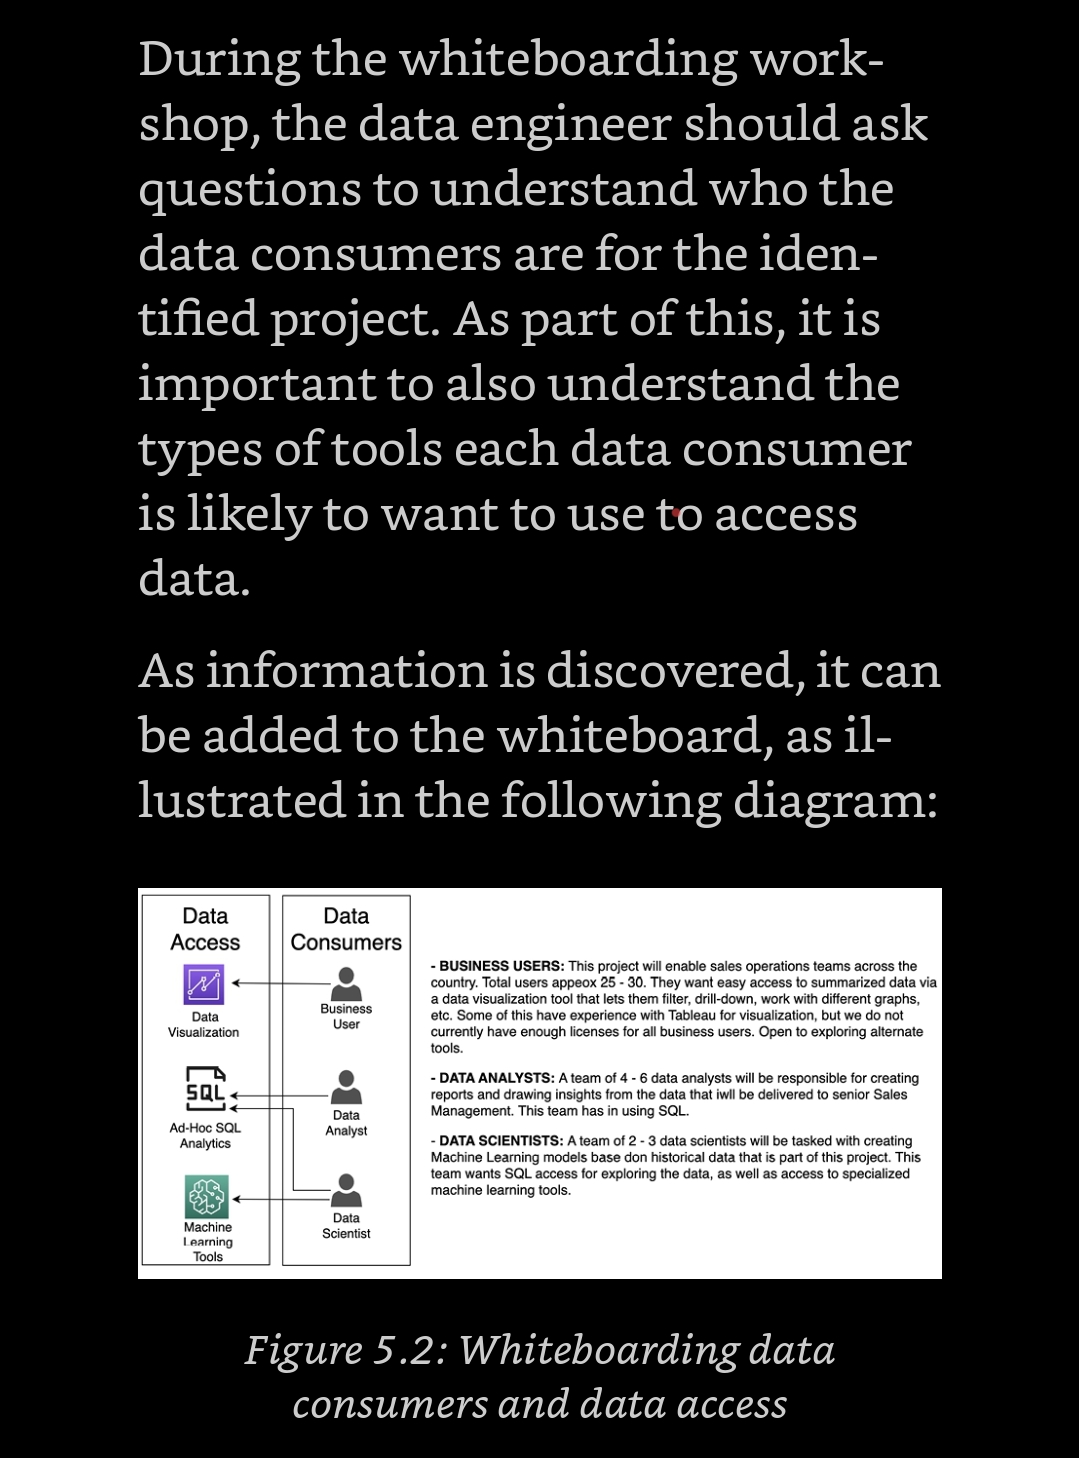 During the whiteboarding work-
shop, the data engineer should ask
questions to understand who the
data consumers are for the iden-
tified project. As part of this, it is
important to also understand the
types of tools each data consumer
is likely to want to use to access
data.
As information is discovered, it can
be added to the whiteboard, as il-
lustrated in the following diagram:
Data
Access
Data
Visualization
SQL
Ad-Hoc SQL
Analytics
Machine
Learning
Tools
Data
Consumers
Business
User
Data
Analyst
Data
Scientist
- BUSINESS USERS: This project will enable sales operations teams across the
country. Total users appeox 25 - 30. They want easy access to summarized data via
a data visualization tool that lets them filter, drill-down, work with different graphs,
etc. Some of this have experience with Tableau for visualization, but we do not
currently have enough licenses for all business users. Open to exploring alternate
tools.
- DATA ANALYSTS: A team of 4 - 6 data analysts will be responsible for creating
reports and drawing insights from the data that iwll be delivered to senior Sales
Management. This team has in using SQL.
- DATA SCIENTISTS: A team of 2 - 3 data scientists will be tasked with creating
Machine Learning models base don historical data that is part of this project. This
team wants SQL access for exploring the data, as well as access to specialized
machine learning tools.
Figure 5.2: Whiteboarding data
consumers and data access